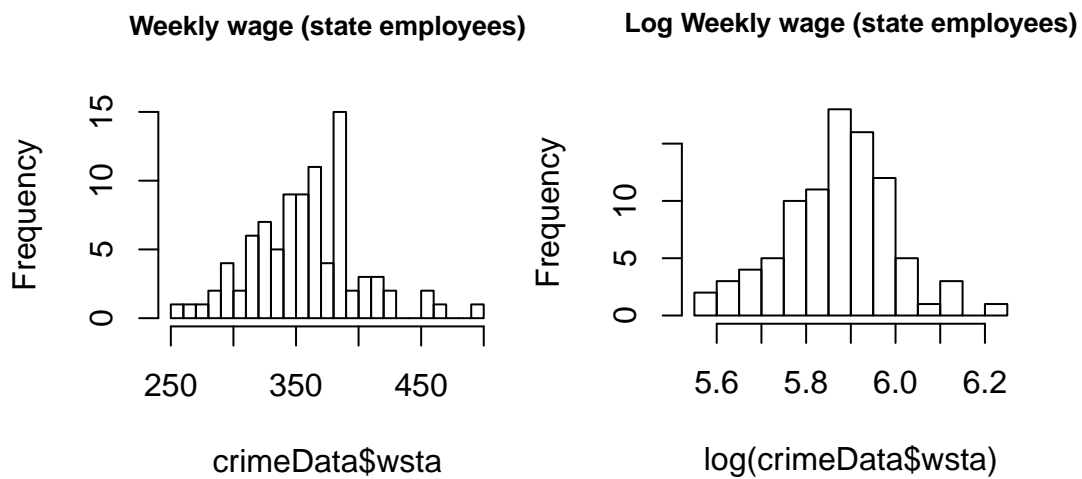 Weekly wage (state employees)
Frequency
15
10
5
0
250
350
450
crimeData$wsta
Log Weekly wage (state employees)
Frequency
10
5
0
5.6
5.8
6.0
6.2
log(crimeData$wsta)